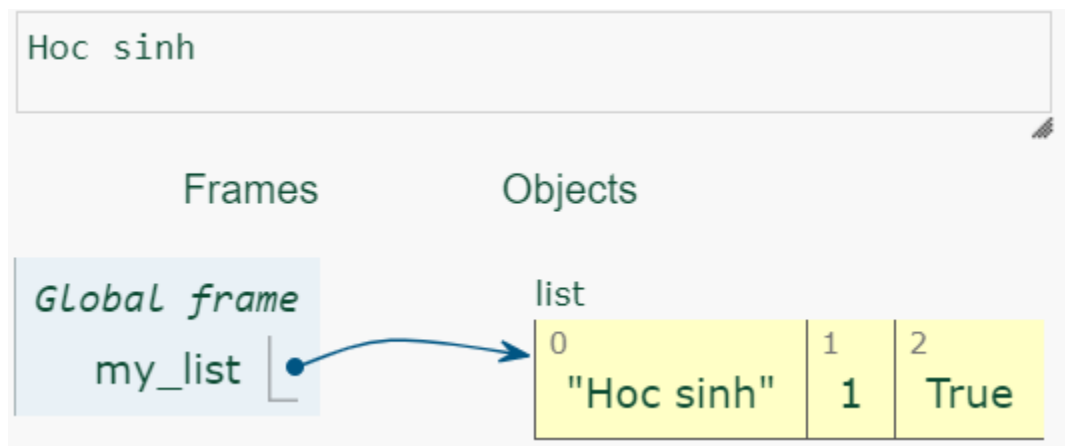 Hoc sinh
Frames Objects
Global frame
my_list
list
0 1 2
"Hoc sinh" 1 True